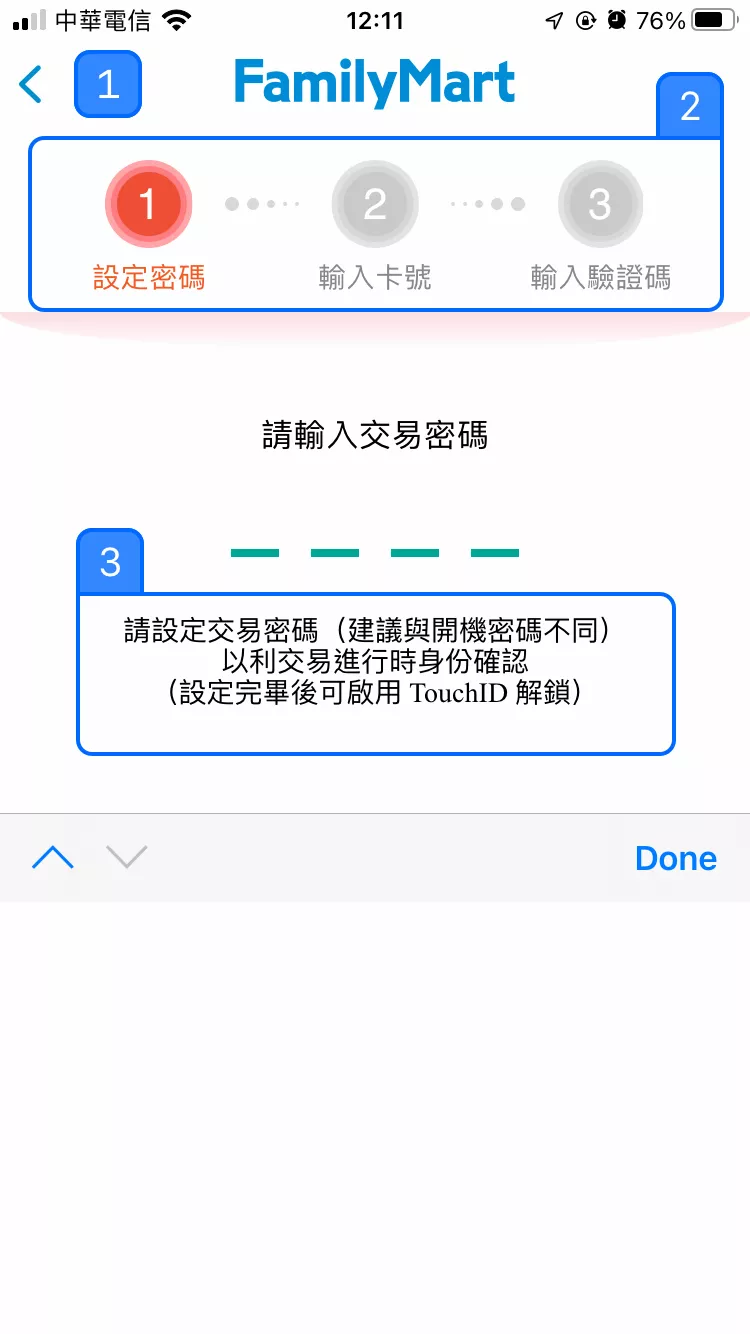 中華電信 12:11 76%
1 FamilyMart
2
1 2 3
設定密碼 輸入卡號 輸入驗證碼
請輸入交易密碼
3
請設定交易密碼（建議與開機密碼不同）
以利交易進行時身份確認
（設定完畢後可啟用 TouchID 解鎖）
Done